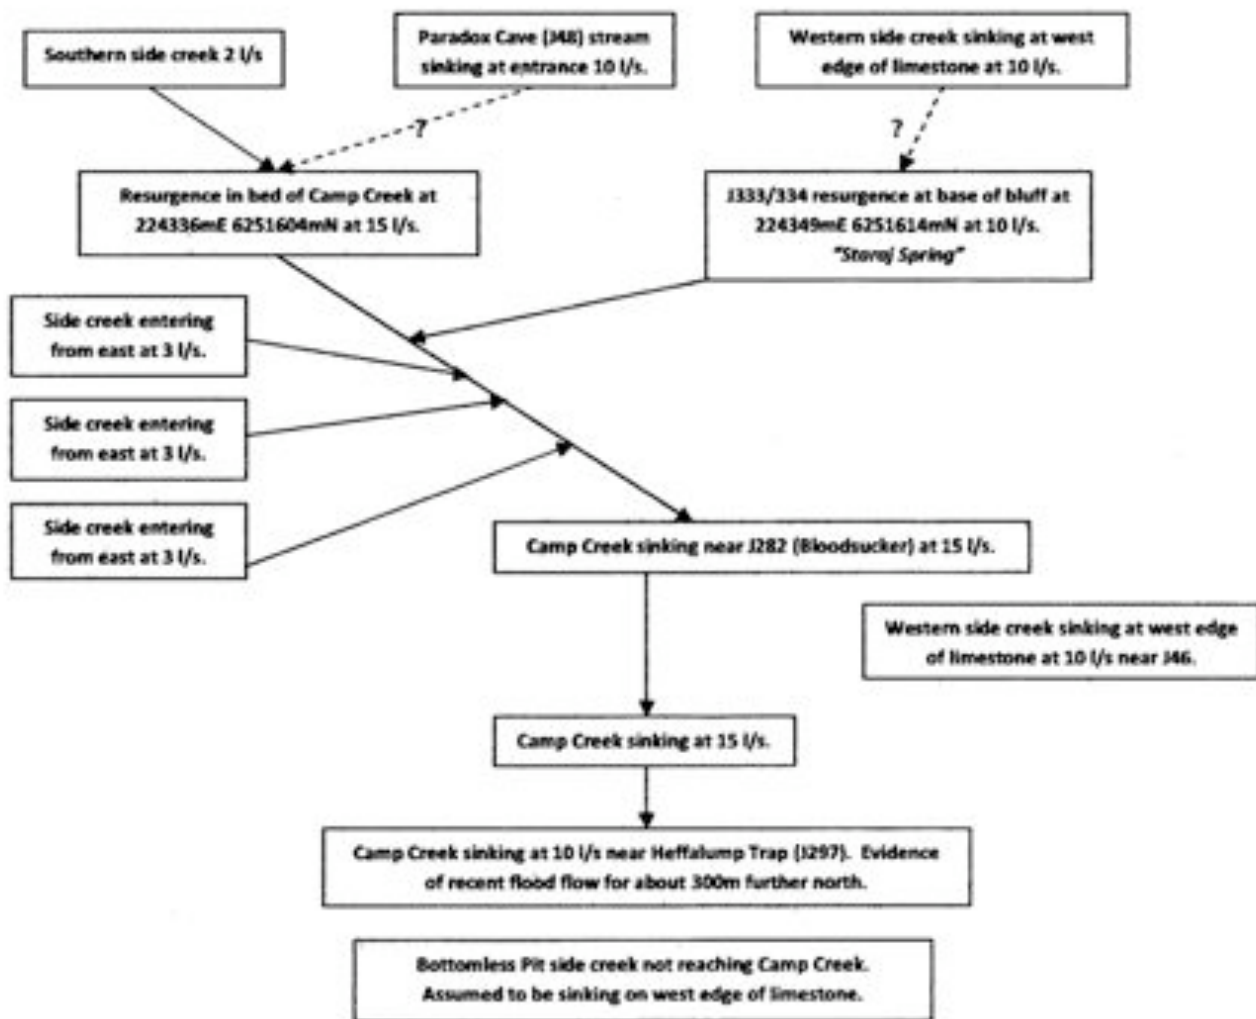 Southern side creek 2 l/s
Paradox Cave (J48) stream
sinking at entrance 10 l/s.
Western side creek sinking at west
edge of limestone at 10 l/s.
?
?
Resurgence in bed of Camp Creek at
224336mE 6251604mN at 15 l/s.
J333/334 resurgence at base of bluff at
224349mE 6251614mN at 10 l/s.
"Staraj Spring"
Side creek entering
from east at 3 l/s.
Side creek entering
from east at 3 l/s.
Side creek entering
from east at 3 l/s.
Camp Creek sinking near J282 (Bloodsucker) at 15 l/s.
Western side creek sinking at west edge
of limestone at 10 l/s near J46.
Camp Creek sinking at 15 l/s.
Camp Creek sinking at 10 l/s near Heffalump Trap (J297). Evidence
of recent flood flow for about 300m further north.
Bottomless Pit side creek not reaching Camp Creek.
Assumed to be sinking on west edge of limestone.